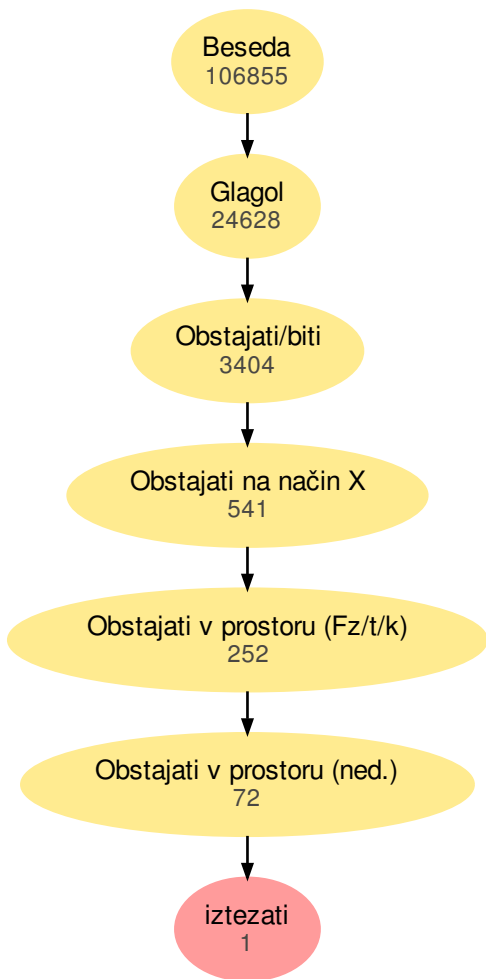 Beseda
106855
Glagol
24628
Obstajati/biti
3404
Obstajati na način X
541
Obstajati v prostoru (Fz/t/k)
252
Obstajati v prostoru (ned.)
72
iztezati
1